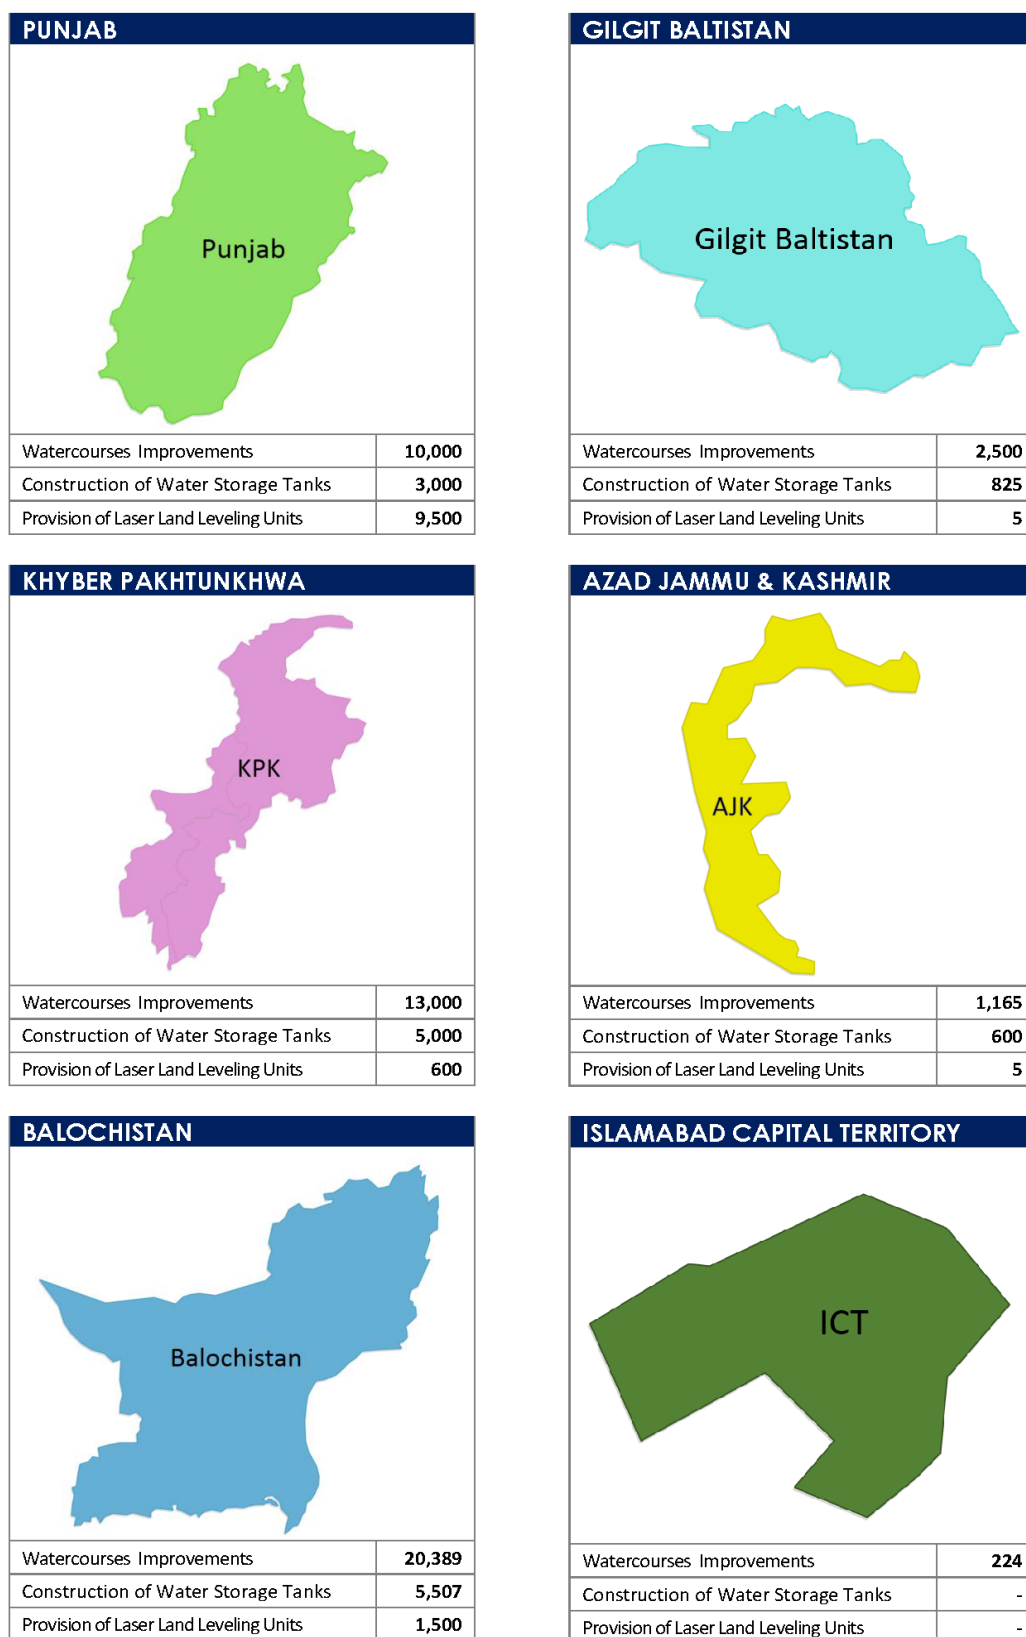 PUNJAB
Punjab
Watercourses Improvements 10,000
Construction of Water Storage Tanks 3,000
Provision of Laser Land Leveling Units 9,500
GILGIT BALTISTAN
Gilgit Baltistan
Watercourses Improvements 2,500
Construction of Water Storage Tanks 825
Provision of Laser Land Leveling Units 5
KHYBER PAKHTUNKHWA
KPK
Watercourses Improvements 13,000
Construction of Water Storage Tanks 5,000
Provision of Laser Land Leveling Units 600
AZAD JAMMU & KASHMIR
AJK
Watercourses Improvements 1,165
Construction of Water Storage Tanks 600
Provision of Laser Land Leveling Units 5
BALOCHISTAN
Balochistan
Watercourses Improvements 20,389
Construction of Water Storage Tanks 5,507
Provision of Laser Land Leveling Units 1,500
ISLAMABAD CAPITAL TERRITORY
ICT
Watercourses Improvements 224
Construction of Water Storage Tanks -
Provision of Laser Land Leveling Units -